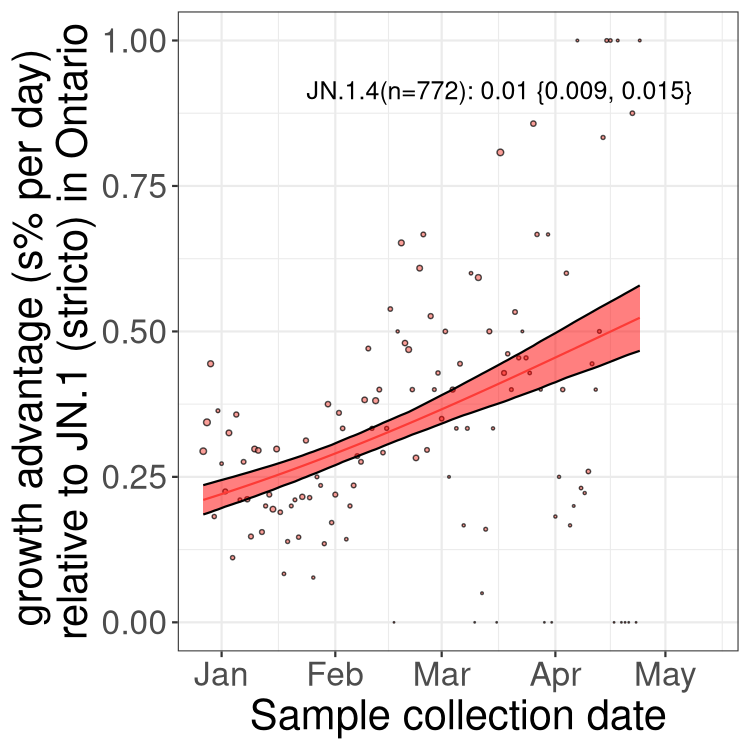 growth advantage (s% per day)
relative to JN.1 (stricto) in Ontario
1.00
0.75
0.50
0.25
0.00
JN.1.4(n=772): 0.01 {0.009, 0.015}
Jan Feb Mar Apr May
Sample collection date